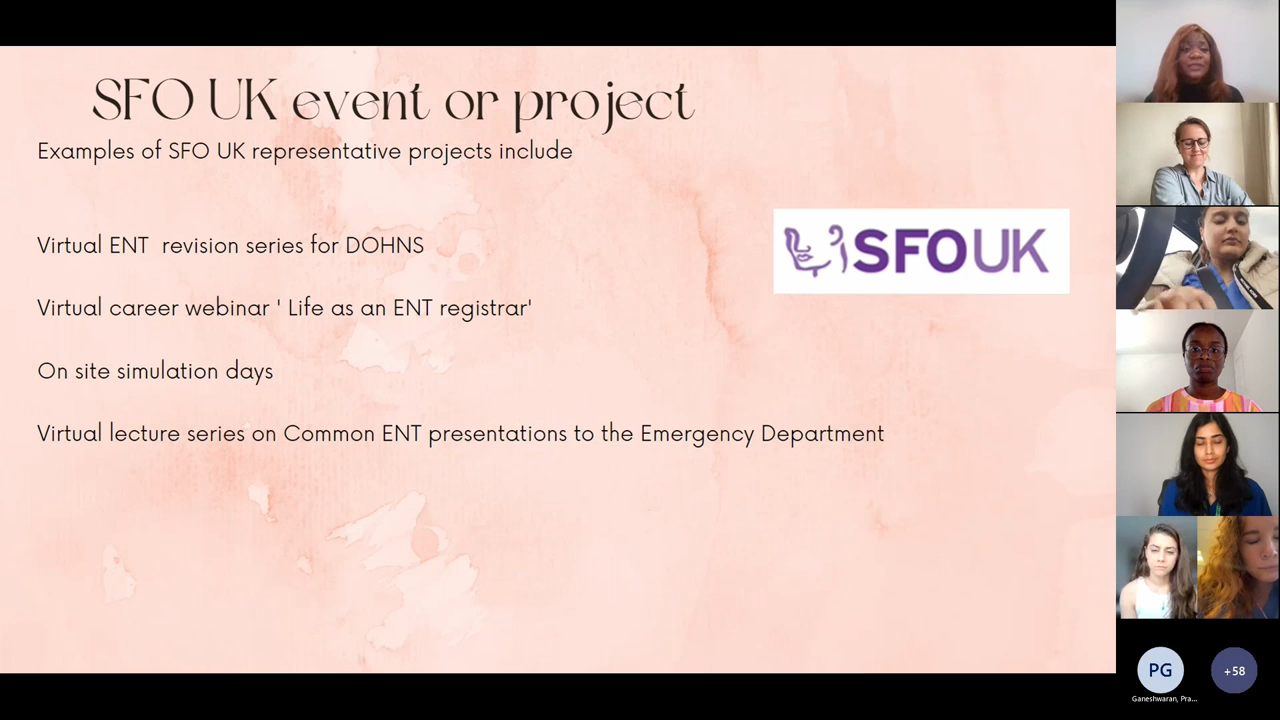 SFO UK event or project
Examples of SFO UK representative projects include
SFOUK
Virtual ENT  revision series for DOHNS
Virtual career webinar ' Life as an ENT registrar'
On site simulation days
Virtual lecture series on Common ENT presentations to the Emergency Department
PG
+58
Ganeshwaran, Pra...